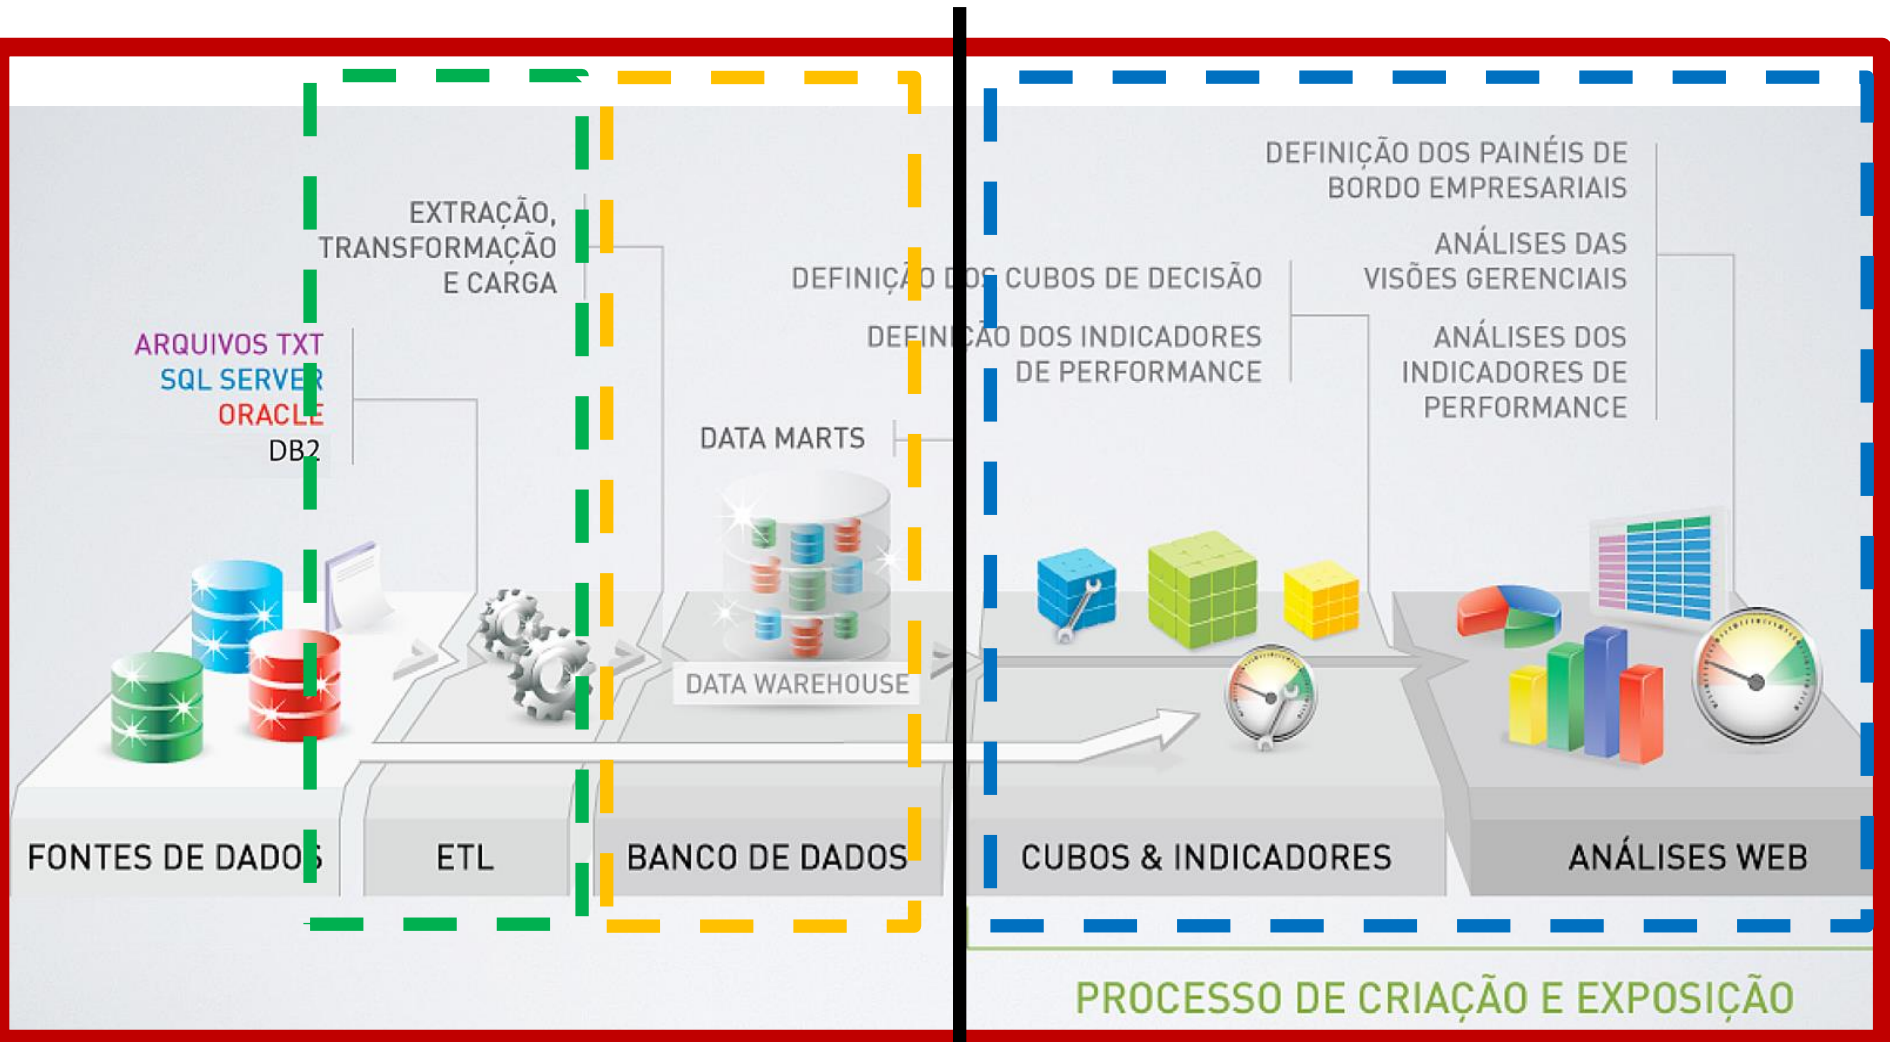 ARQUIVOS TXT
SQL SERVER
ORACLE
DB2
EXTRAÇÃO,
TRANSFORMAÇÃO
E CARGA
DATA MARTS
DATA WAREHOUSE
DEFINIÇÃO DOS CUBOS DE DECISÃO
DEFINIÇÃO DOS INDICADORES
DE PERFORMANCE
DEFINIÇÃO DOS PAINÉIS DE
BORDO EMPRESARIAIS
ANÁLISES DAS
VISÕES GERENCIAIS
ANÁLISES DOS
INDICADORES DE
PERFORMANCE
FONTES DE DADOS
ETL
BANCO DE DADOS
CUBOS & INDICADORES
ANÁLISES WEB
PROCESSO DE CRIAÇÃO E EXPOSIÇÃO